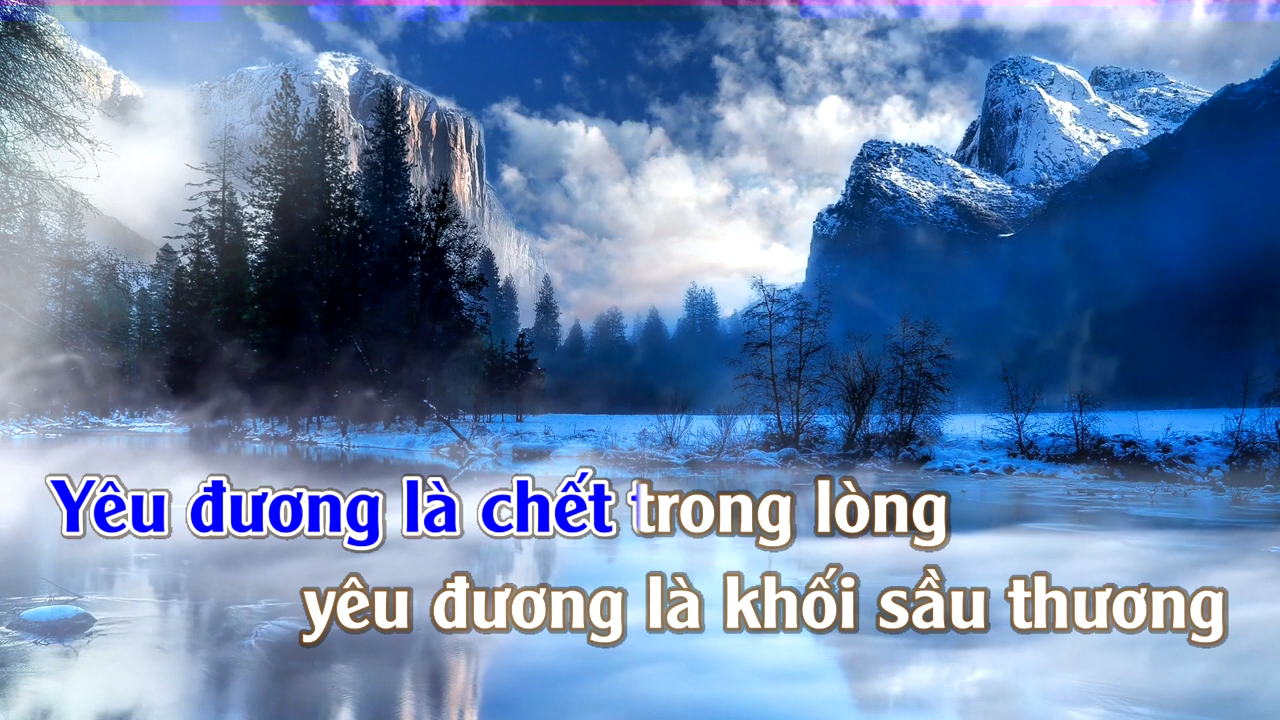 Yêu đương là chết trong lòng
yêu đương là khối sầu thương